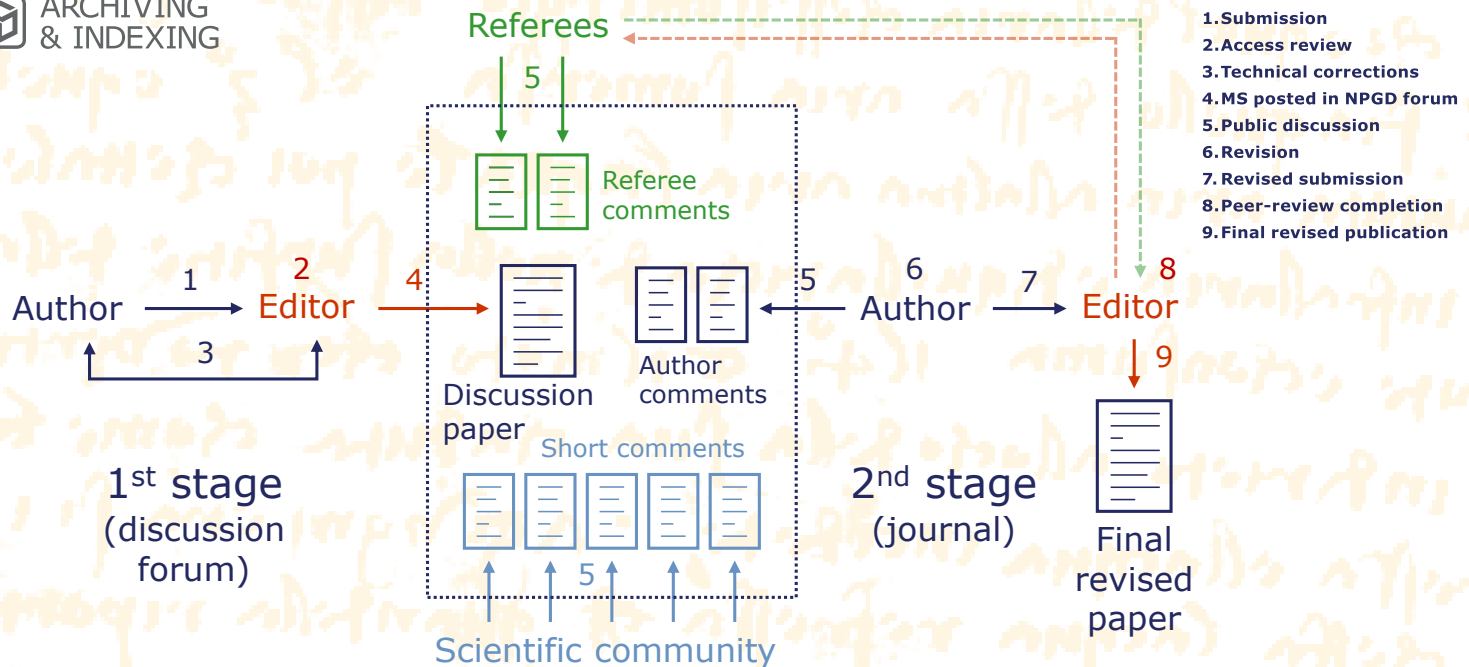 ARCHIVING
& INDEXING
Referees
5
Referee
comments
1.Submission
2.Access review
3.Technical corrections
4.MS posted in NPGD forum
5.Public discussion
6.Revision
7.Revised submission
8.Peer-review completion
9.Final revised publication
Author
1
2
Editor
3
4
Discussion
paper
Author
comments
5
6
Author
7
8
Editor
9
Final
revised
paper
Short comments
5
Scientific community
1st stage
(discussion
forum)
2nd stage
(journal)